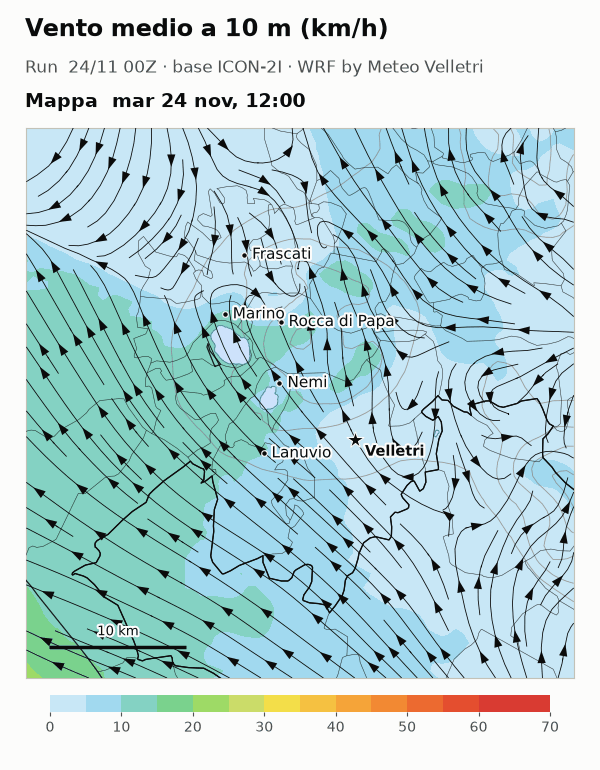 Vento medio a 10 m (km/h)
Run  24/11 00Z · base ICON-2I · WRF by Meteo Velletri
Mappa  mar 24 nov, 12:00
Frascati
Marino
Rocca di Papa
Nemi
Velletri
Lanuvio
10 km
0 10 20 30 40 50 60 70